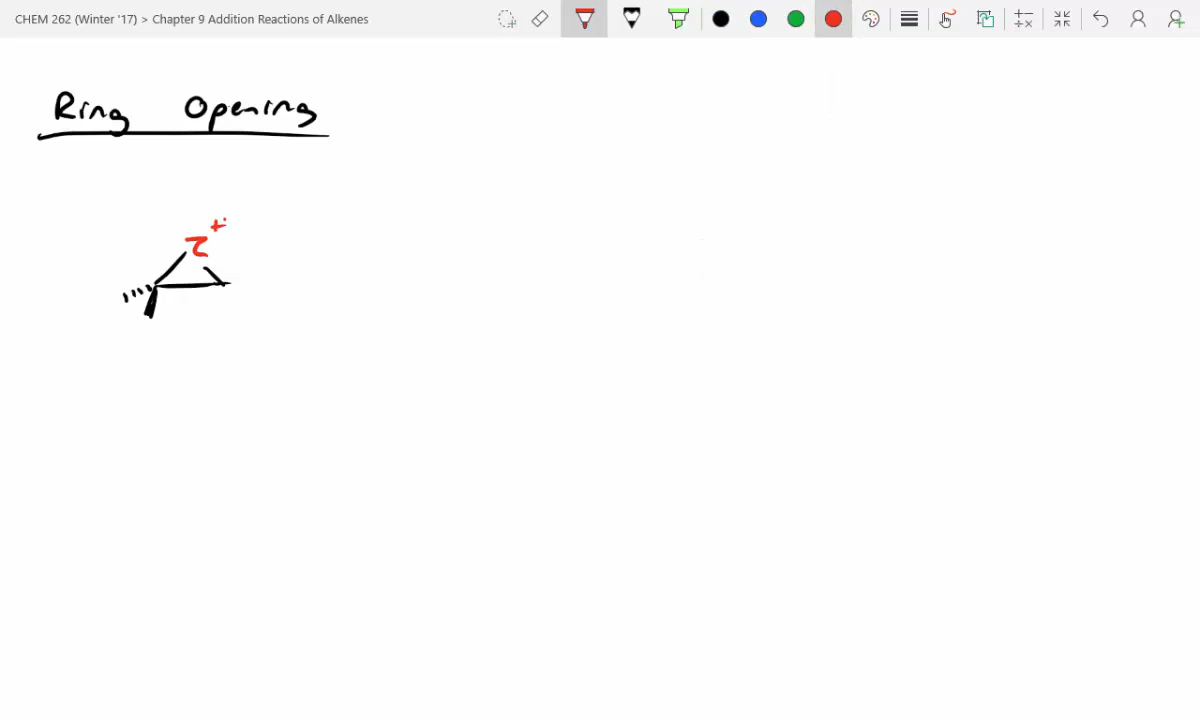 CHEM 262 (Winter '17) > Chapter 9 Addition Reactions of Alkenes
Ring Opening